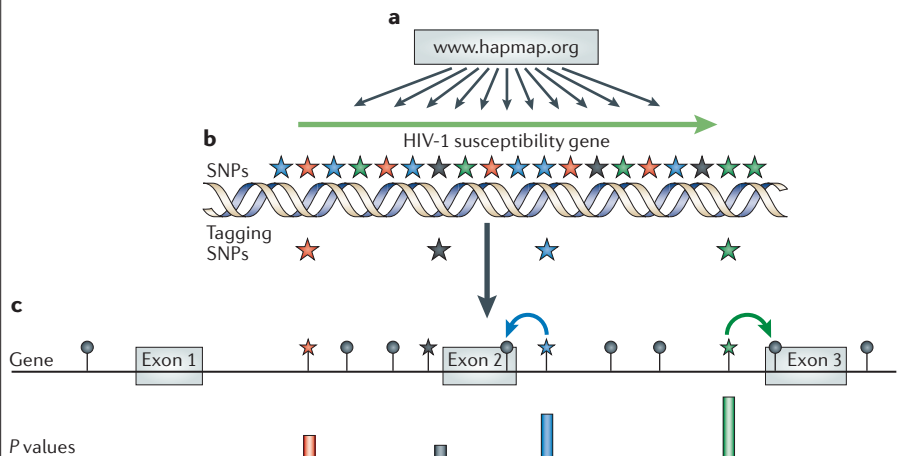 a
www.hapmap.org
b
HIV-1 susceptibility gene
SNPs
Tagging
SNPs
c
Gene
Exon 1
Exon 2
Exon 3
P values